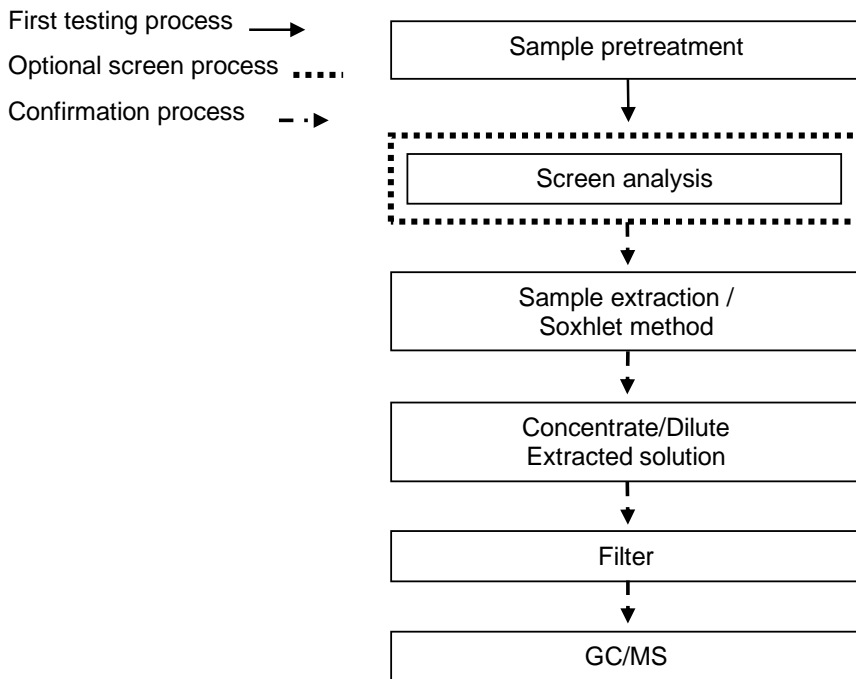 First testing process
Optional screen process
Confirmation process
Sample pretreatment
Screen analysis
Sample extraction /
Soxhlet method
Concentrate/Dilute
Extracted solution
Filter
GC/MS